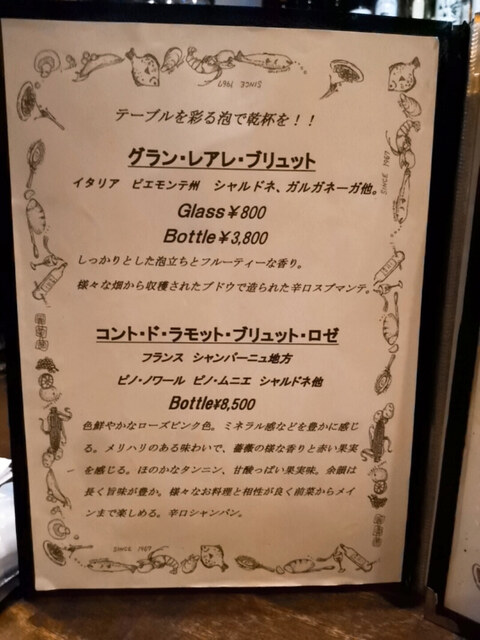 SINCE 1967
テーブルを彩る泡で乾杯を！！
グラン・レアレ・ブリュット
イタリア ピエモンテ州 シャルドネ、ガルガネーガ他。
Glass¥800
Bottle¥3,800
しっかりとした泡立ちとフルーティーな香り。
様々な畑から収穫されたブドウで造られた辛口スプマンテ。
SINCE 1967
コント・ド・ラモット・ブリュット・ロゼ
フランス シャンパーニュ地方
ピノ・ノワール ピノ・ムニエ シャルドネ他
Bottle¥8,500
色鮮やかなローズピンク色。ミネラル感などを豊かに感じ
る。メリハリのある味わいで、薔薇の様な香りと赤い果実
を感じる。ほのかなタンニン、甘酸っぱい果実味。余韻は
長く旨味が豊か。様々なお料理と相性が良く前菜からメイ
ンまで楽しめる。辛口シャンパン。
SINCE 1967